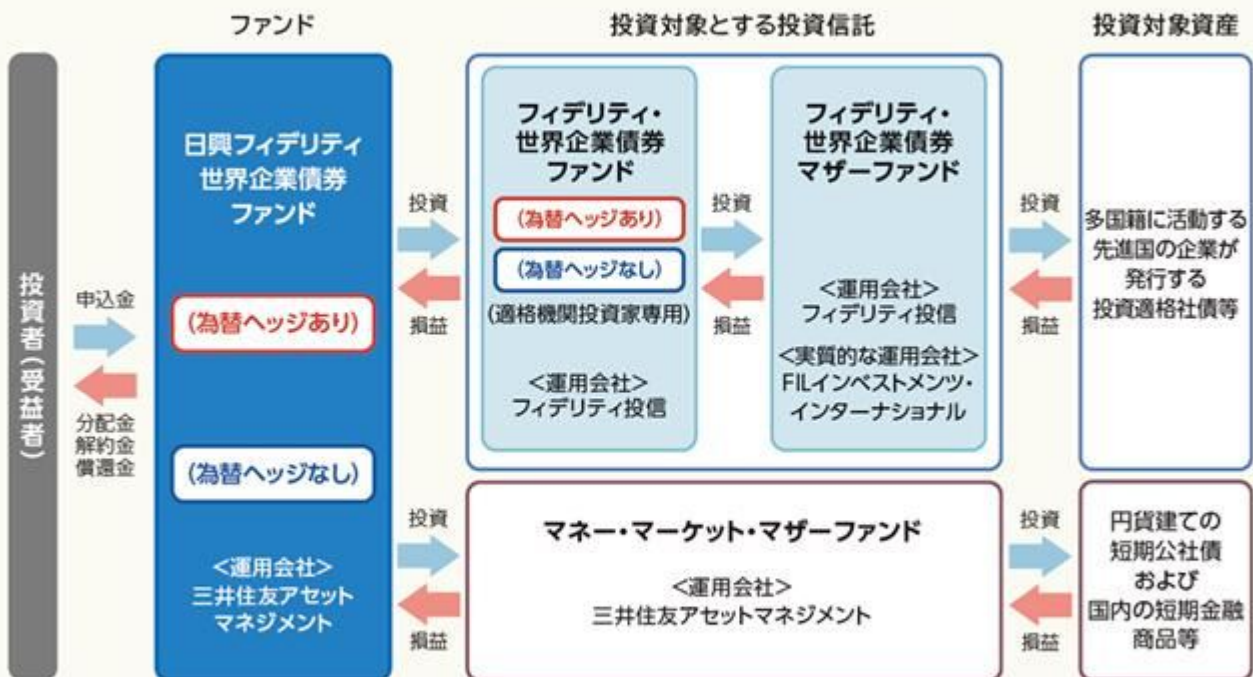 ファンド
投資対象とする投資信託
投資対象資産
投資者(受益者)
申込金
分配金
解約金
償還金
日興フィデリティ
世界企業債券
ファンド
(為替ヘッジあり)
(為替ヘッジなし)
<運用会社>
三井住友アセット
マネジメント
投資
損益
フィデリティ・
世界企業債券
ファンド
(為替ヘッジあり)
(為替ヘッジなし)
(適格機関投資家専用)
<運用会社>
フィデリティ投信
投資
損益
フィデリティ・
世界企業債券
マザーファンド
<運用会社>
フィデリティ投信
<実質的な運用会社>
FILインベストメンツ・
インターナショナル
投資
損益
多国籍に活動する
先進国の企業が
発行する
投資適格社債等
投資
損益
マネー・マーケット・マザーファンド
<運用会社>
三井住友アセットマネジメント
投資
損益
円貨建ての
短期公社債
および
国内の短期金融
商品等